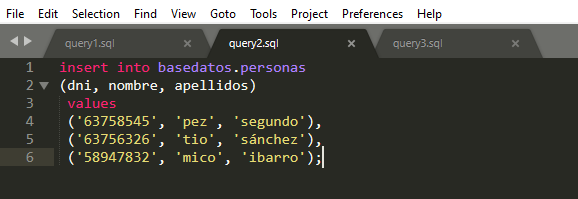 File Edit Selection Find View Goto Tools Project Preferences Help
query1.sql × query2.sql × query3.sql ×
1 insert into basedatos.personas
2 (dni, nombre, apellidos)
3 values
4 ('63758545', 'pez', 'segundo'),
5 ('63756326', 'tio', 'sánchez'),
6 ('58947832', 'mico', 'ibarro');